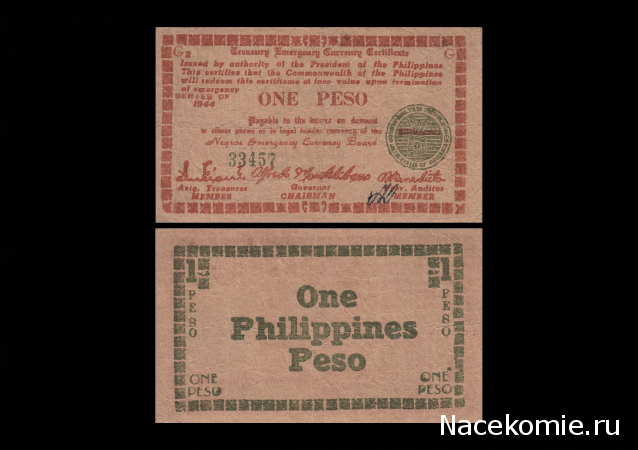 G2 Treasury Emergency Currency Certificate G
Issued by authority of the President of the Philippines
This certifies that the Commonwealth of the Philippines
will redeem this certificate at face value upon termination
of emergency
SERIES OF
1944
ONE PESO
Payable to the bearer on demand
in silver pesos or in legal tender currency of the
Negros Emergency Currency Board
33457
Actg. Treasurer Governor Prov. Auditor
MEMBER CHAIRMAN MEMBER
1 1
PESO PESO
One
Philippines
Peso
ONE ONE
PESO PESO
Nacekomie.ru